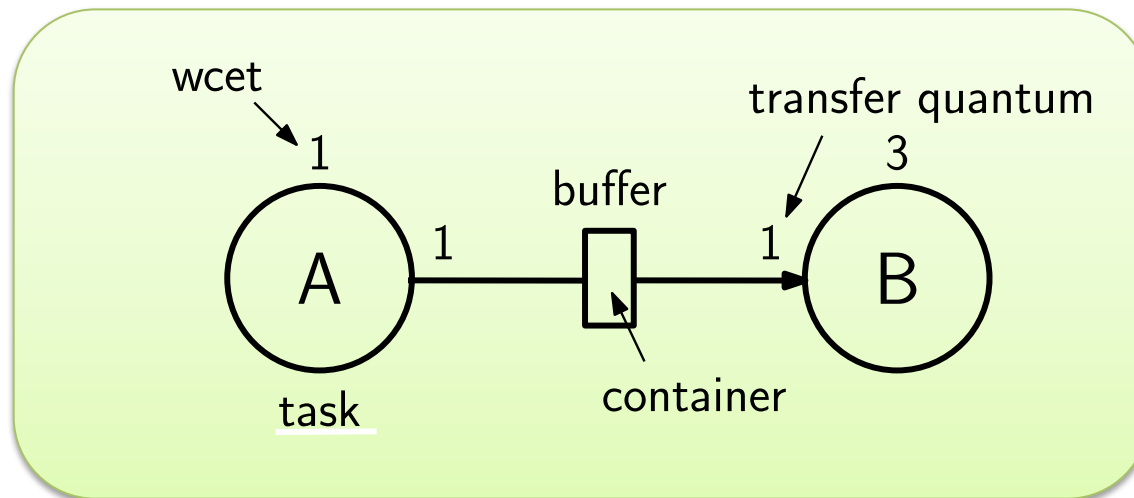 wcet
transfer quantum
1
3
buffer
1
1
A
B
container
task